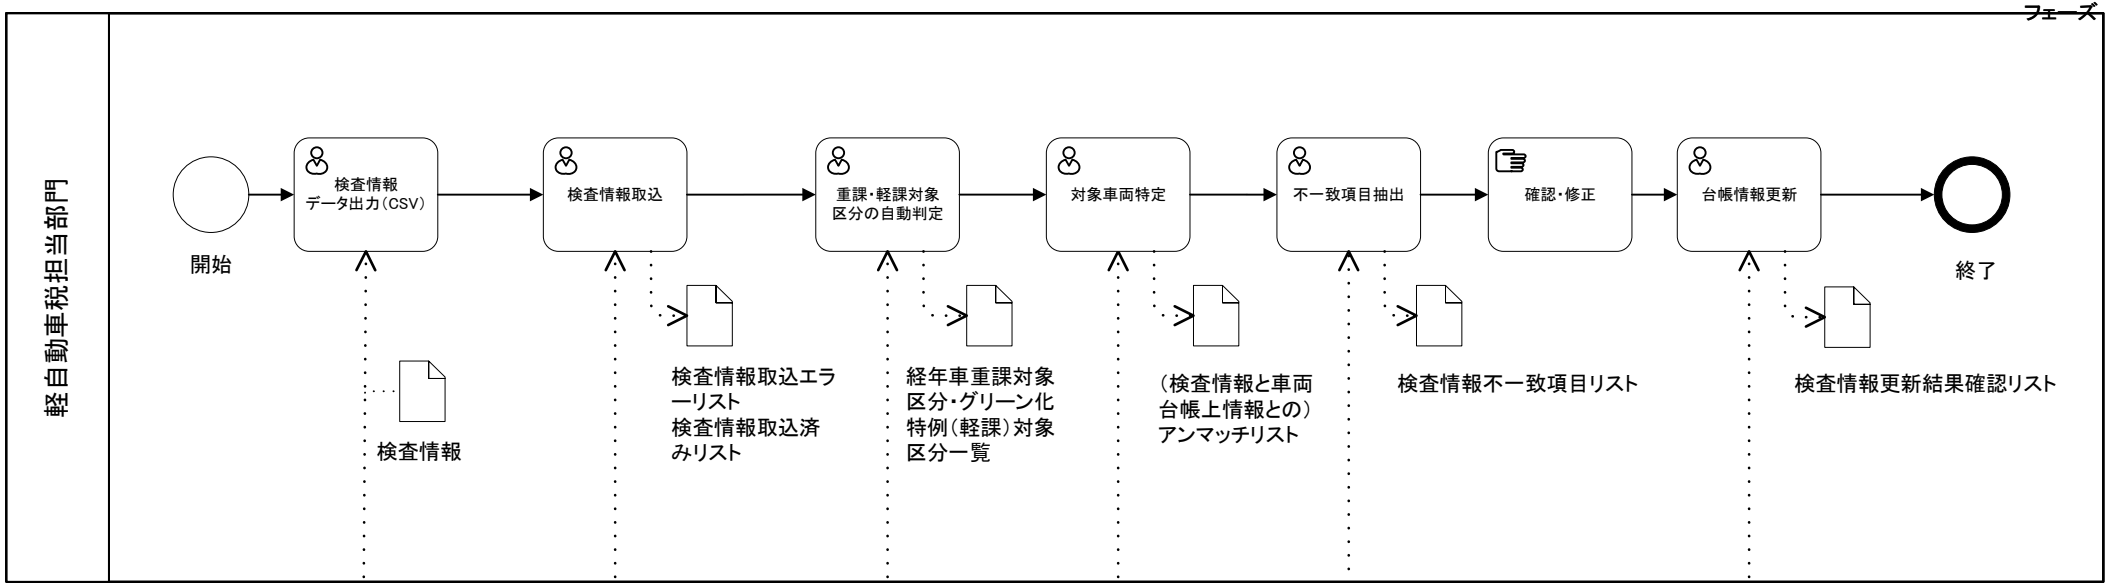 フェーズ
軽自動車税担当部門
開始
検査情報
データ出力(CSV)
検査情報取込
重課・軽課対象
区分の自動判定
対象車両特定
不一致項目抽出
確認・修正
台帳情報更新
終了
検査情報
検査情報取込エラ
ーリスト
検査情報取込済
みリスト
経年車重課対象
区分・グリーン化
特例(軽課)対象
区分一覧
(検査情報と車両
台帳上情報との)
アンマッチリスト
検査情報不一致項目リスト
検査情報更新結果確認リスト